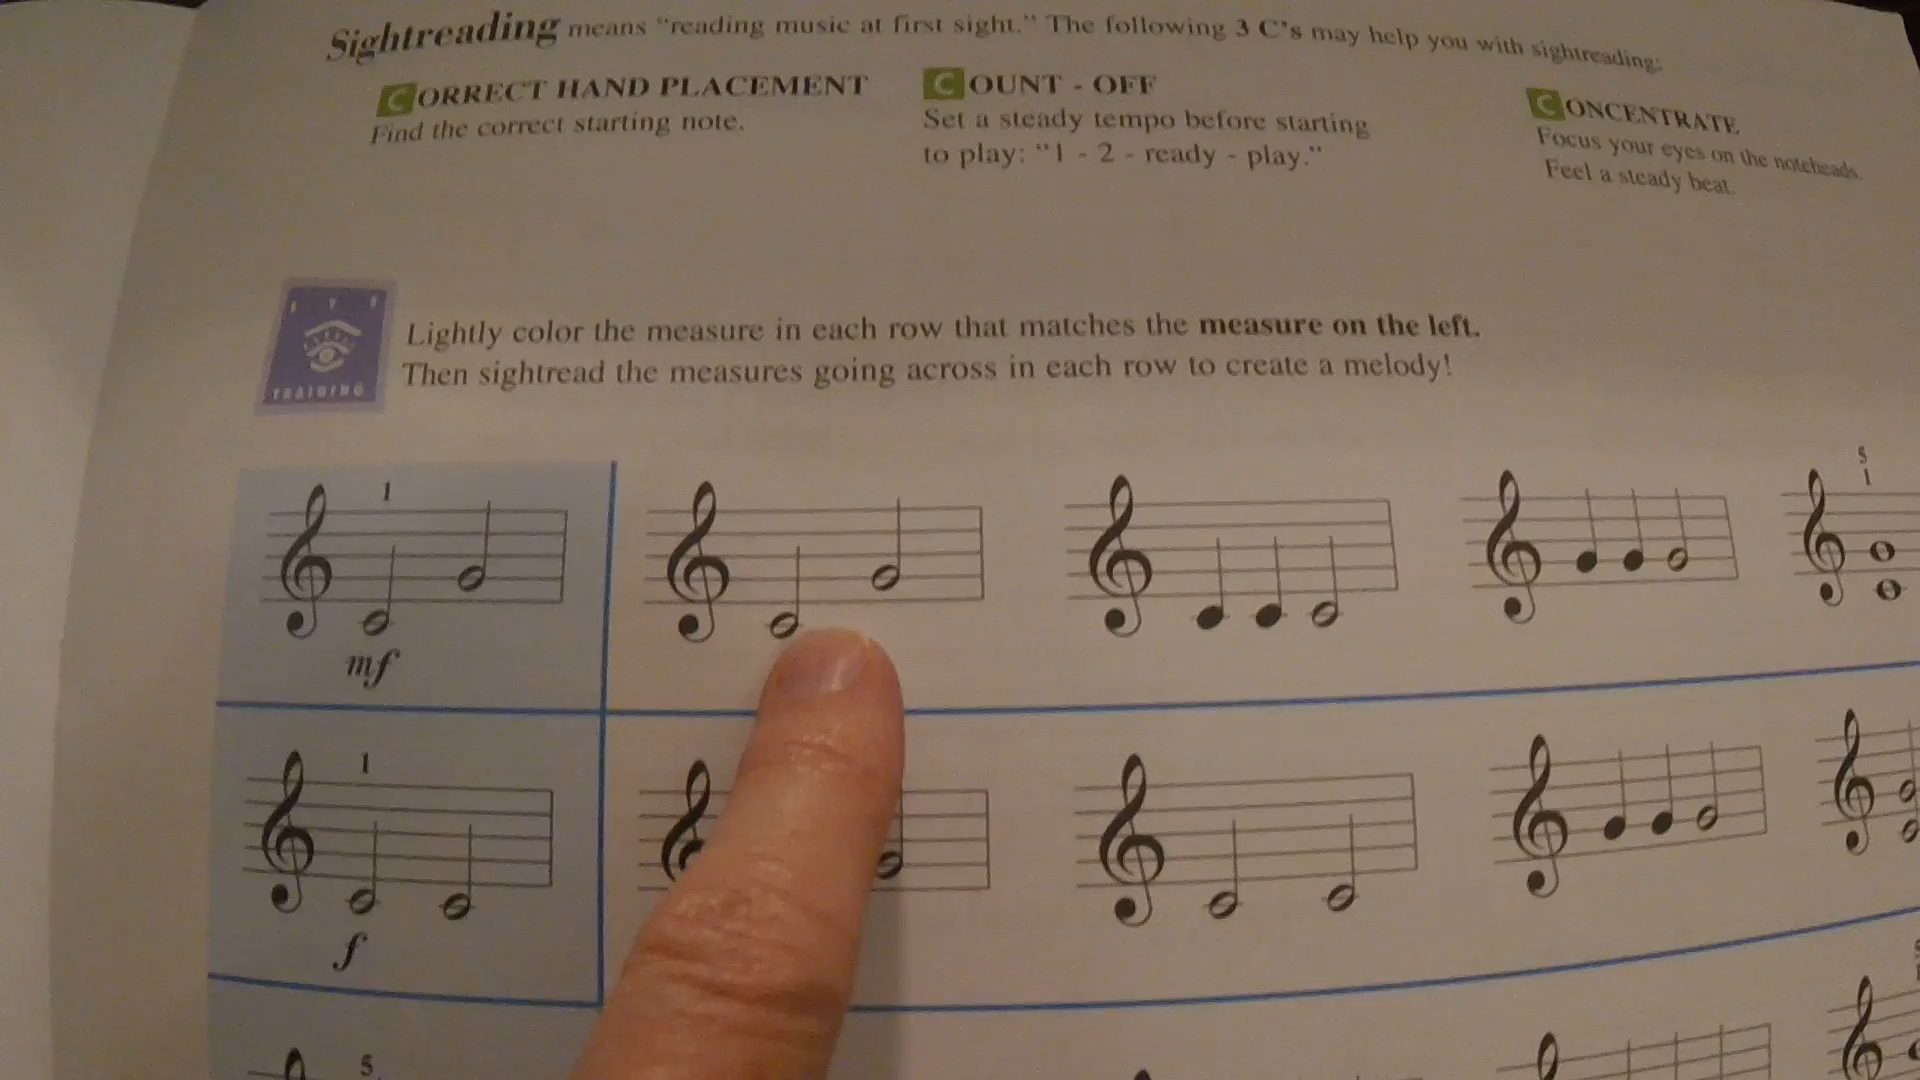 Sightreading means “reading music at first sight.” The following 3 C’s may help you with sightreading:
CORRECT HAND PLACEMENT
Find the correct starting note.
COUNT - OFF
Set a steady tempo before starting
to play: “1 - 2 - ready - play.”
CONCENTRATE
Focus your eyes on the noteheads.
Feel a steady beat.
TRAINING
Lightly color the measure in each row that matches the measure on the left.
Then sightread the measures going across in each row to create a melody!
1
5
1
mf
1
f
5